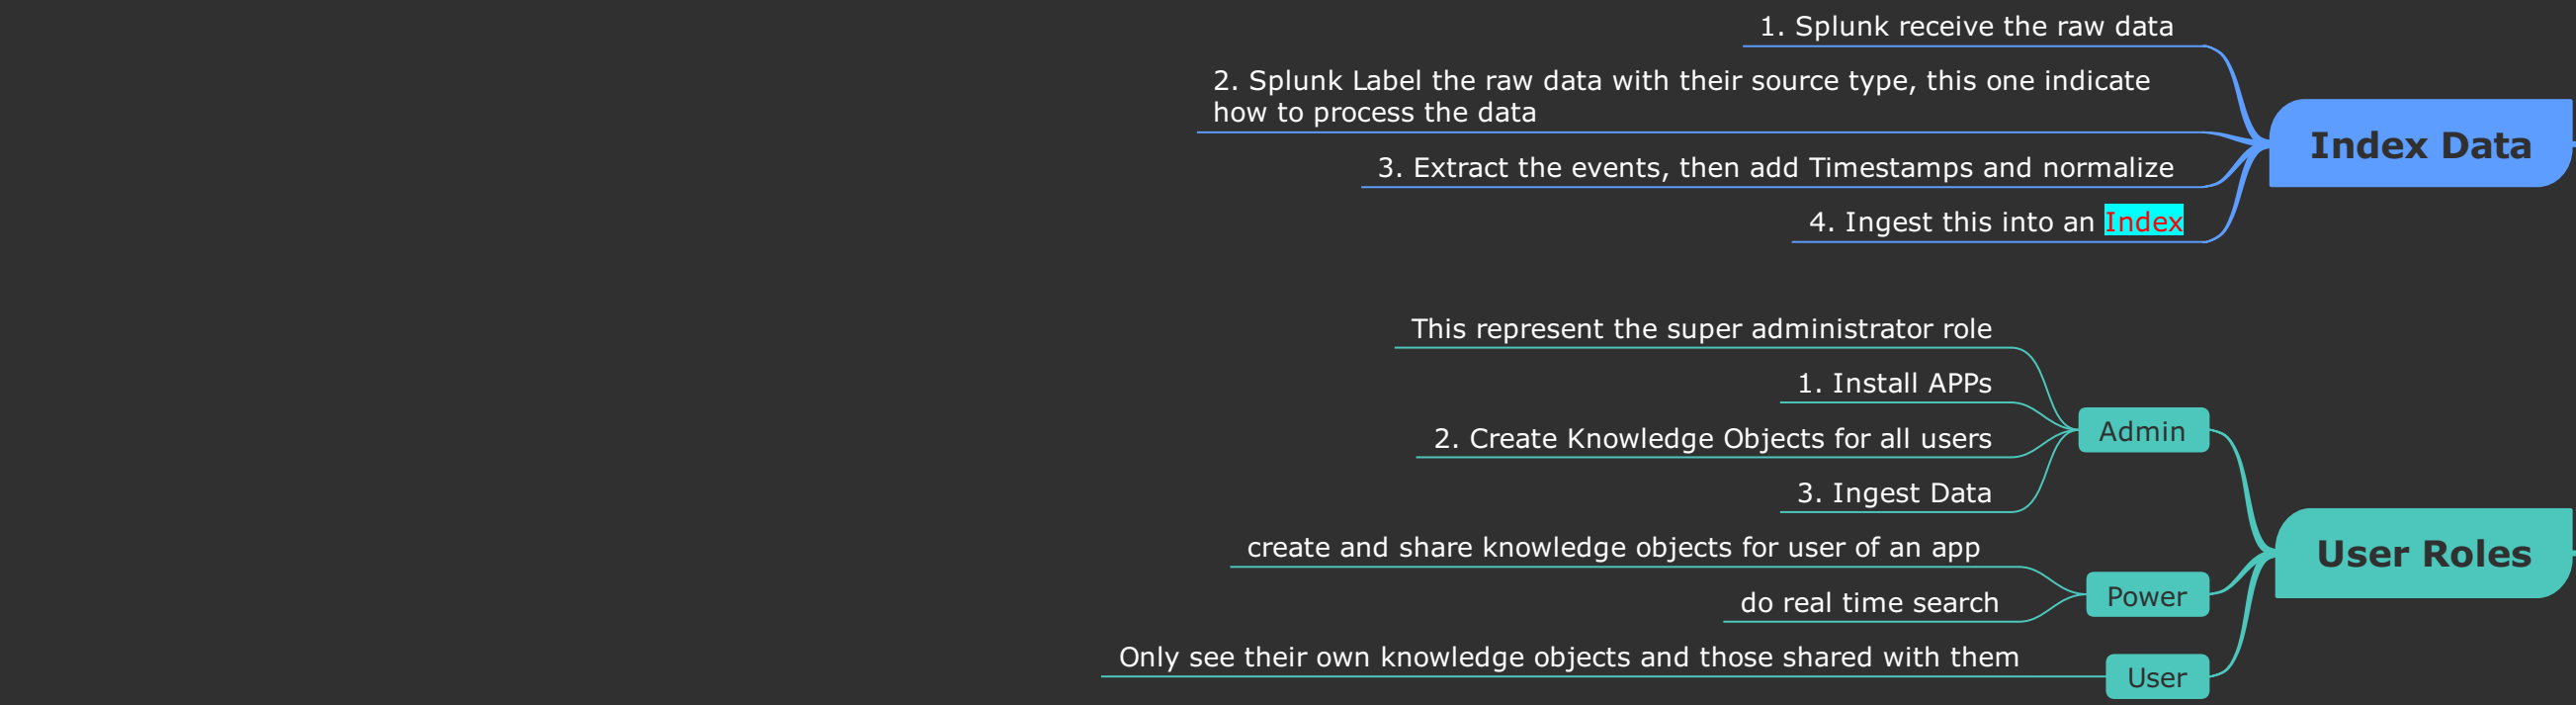 1. Splunk receive the raw data
2. Splunk Label the raw data with their source type, this one indicate
how to process the data
3. Extract the events, then add Timestamps and normalize
4. Ingest this into an Index
Index Data
This represent the super administrator role
1. Install APPs
2. Create Knowledge Objects for all users
3. Ingest Data
Admin
create and share knowledge objects for user of an app
do real time search
Power
Only see their own knowledge objects and those shared with them
User
User Roles